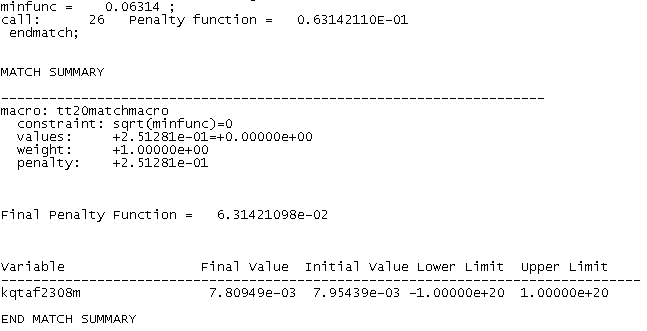 minfunc =    0.06314 ;
call:      26   Penalty function =   0.63142110E-01
 endmatch;
MATCH SUMMARY
--------------------------------------------------------------------
macro: tt20matchmacro
  constraint: sqrt(minfunc)=0
  values:     +2.51281e-01=+0.00000e+00
  weight:     +1.00000e+00
  penalty:    +2.51281e-01
Final Penalty Function =   6.31421098e-02
Variable                 Final Value  Initial Value Lower Limit  Upper Limit
--------------------------------------------------------------------------------
kqtaf2308m                7.80949e-03  7.95439e-03 -1.00000e+20  1.00000e+20
END MATCH SUMMARY